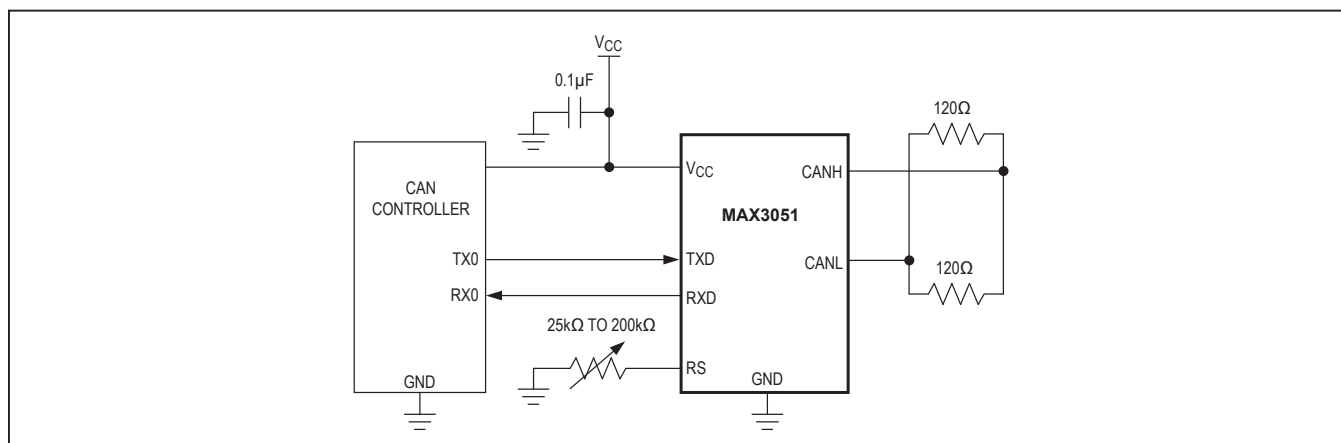 VCC
0.1µF
120Ω
CAN
CONTROLLER
VCC
CANH
MAX3051
TX0
TXD
CANL
RX0
RXD
120Ω
25kΩ TO 200kΩ
RS
GND
GND